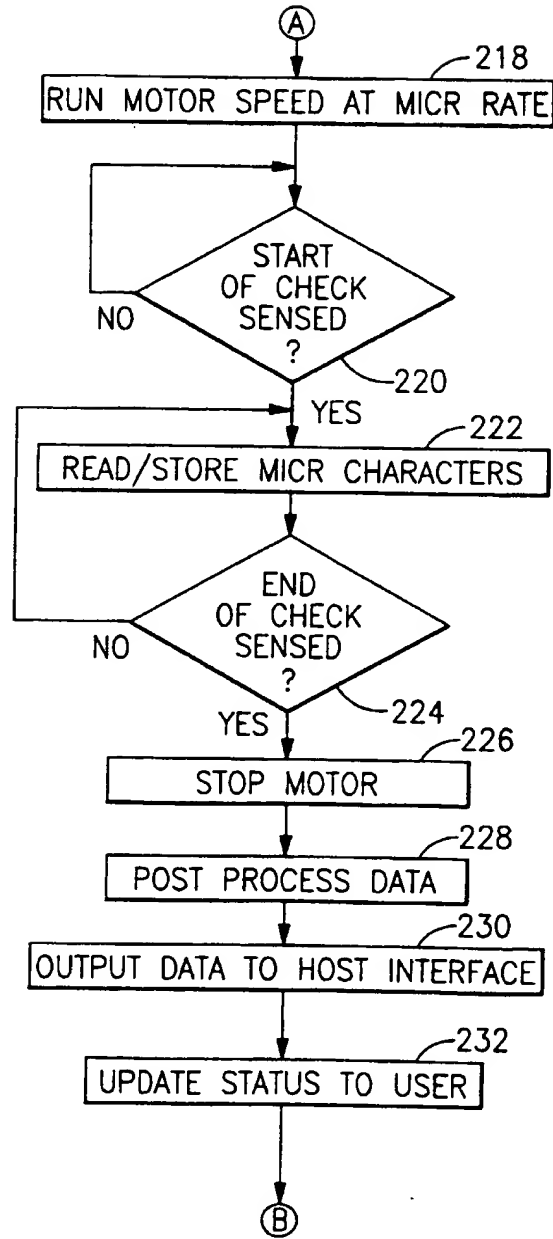 A
218
RUN MOTOR SPEED AT MICR RATE
START
OF CHECK
SENSED
?
NO
220
YES
222
READ/STORE MICR CHARACTERS
END
OF CHECK
SENSED
?
NO
224
YES
226
STOP MOTOR
228
POST PROCESS DATA
230
OUTPUT DATA TO HOST INTERFACE
232
UPDATE STATUS TO USER
B